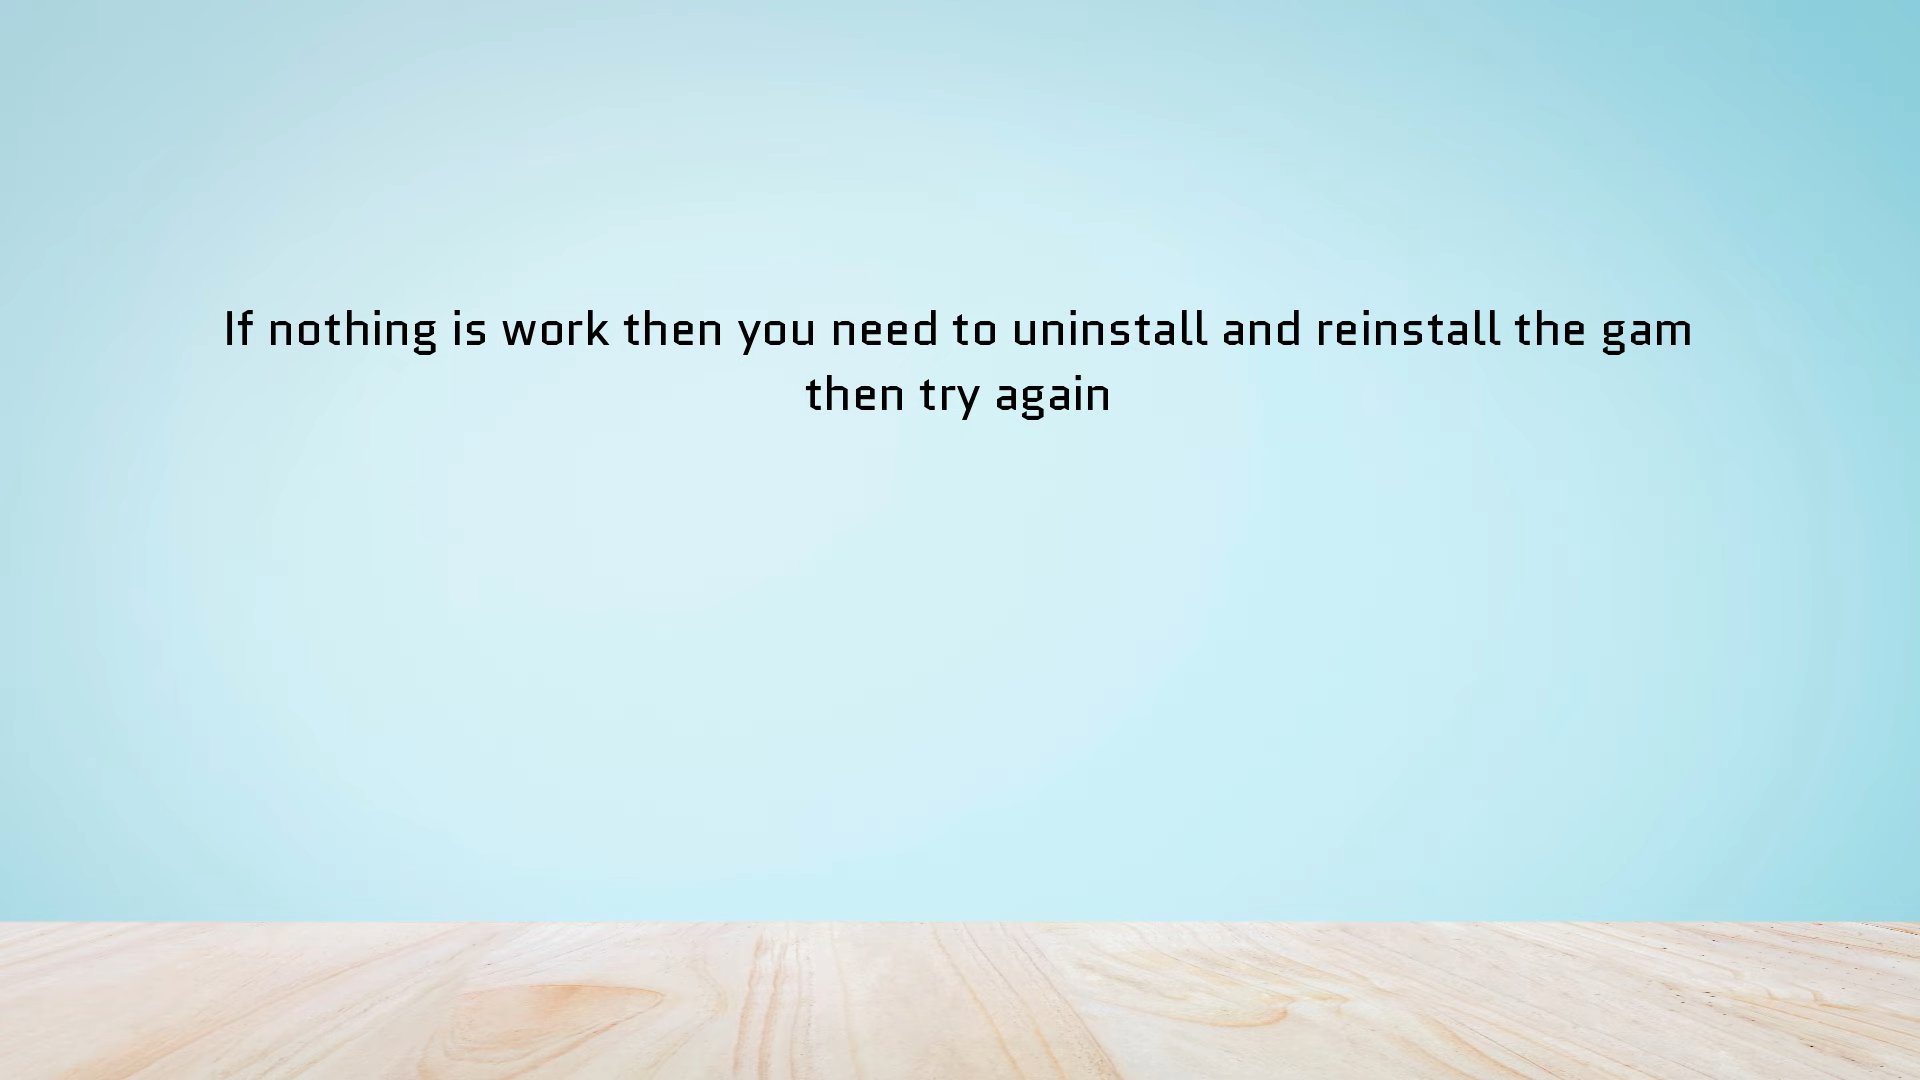 If nothing is work then you need to uninstall and reinstall the gam
then try again